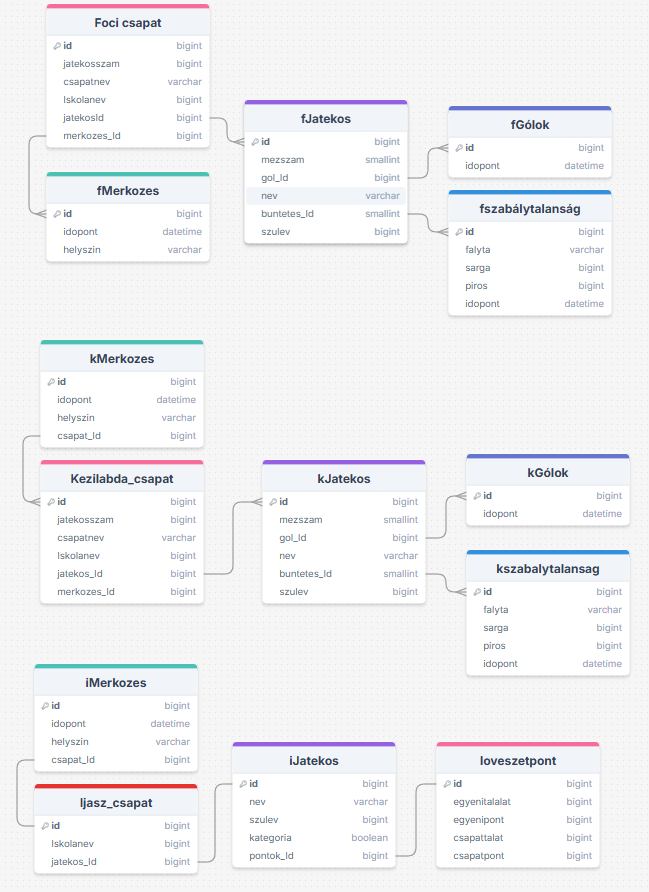 Foci csapat
id bigint
jatekosszam bigint
csapatnev varchar
Iskolanev bigint
jatekosId bigint
merkozes_Id bigint
fMerkozes
id bigint
idopont datetime
helyszin varchar
fJatekos
id bigint
mezszam smallint
gol_Id bigint
nev varchar
buntetes_Id smallint
szulev bigint
fGólok
id bigint
idopont datetime
fszabálytalanság
id bigint
falyta varchar
sarga bigint
piros bigint
idopont datetime
kMerkozes
id bigint
idopont datetime
helyszin varchar
csapat_Id bigint
Kezilabda_csapat
id bigint
jatekosszam bigint
csapatnev varchar
Iskolanev bigint
jatekos_Id bigint
merkozes_Id bigint
kJatekos
id bigint
mezszam smallint
gol_Id bigint
nev varchar
buntetes_Id smallint
szulev bigint
kGólok
id bigint
idopont datetime
kszabalytalansag
id bigint
falyta varchar
sarga bigint
piros bigint
idopont datetime
iMerkozes
id bigint
idopont datetime
helyszin varchar
csapat_Id bigint
Ijasz_csapat
id bigint
Iskolanev bigint
jatekos_Id bigint
iJatekos
id bigint
nev varchar
szulev bigint
kategoria boolean
pontok_Id bigint
loveszetpont
id bigint
egyenitalalat bigint
egyenipont bigint
csapattalat bigint
csapatpont bigint